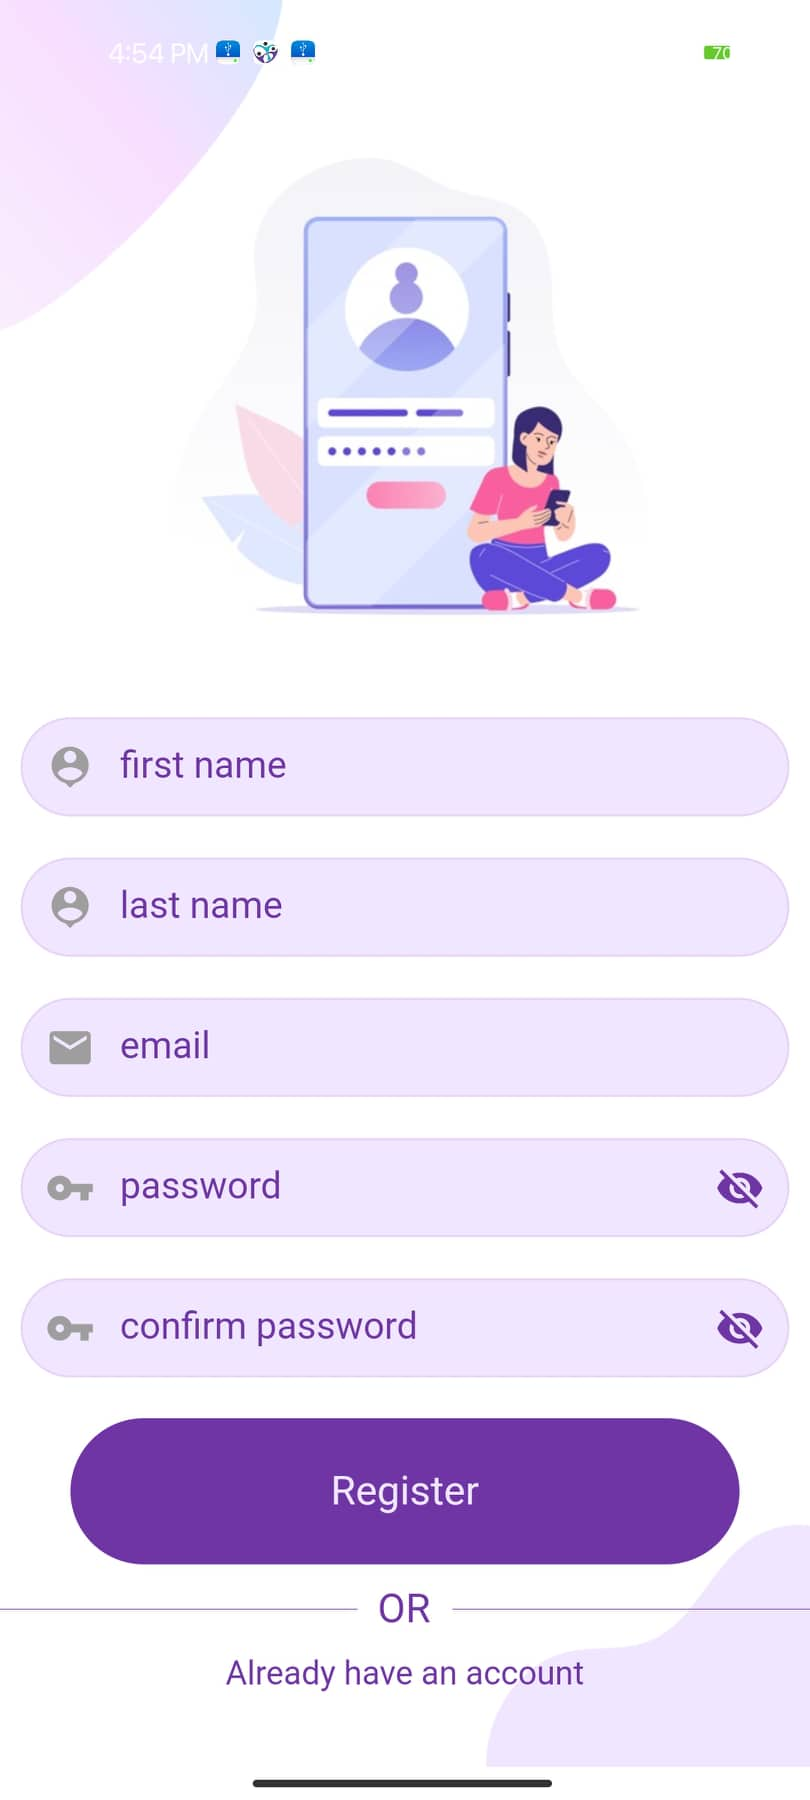 4:54 PM
70
first name
last name
email
password
confirm password
Register
OR
Already have an account